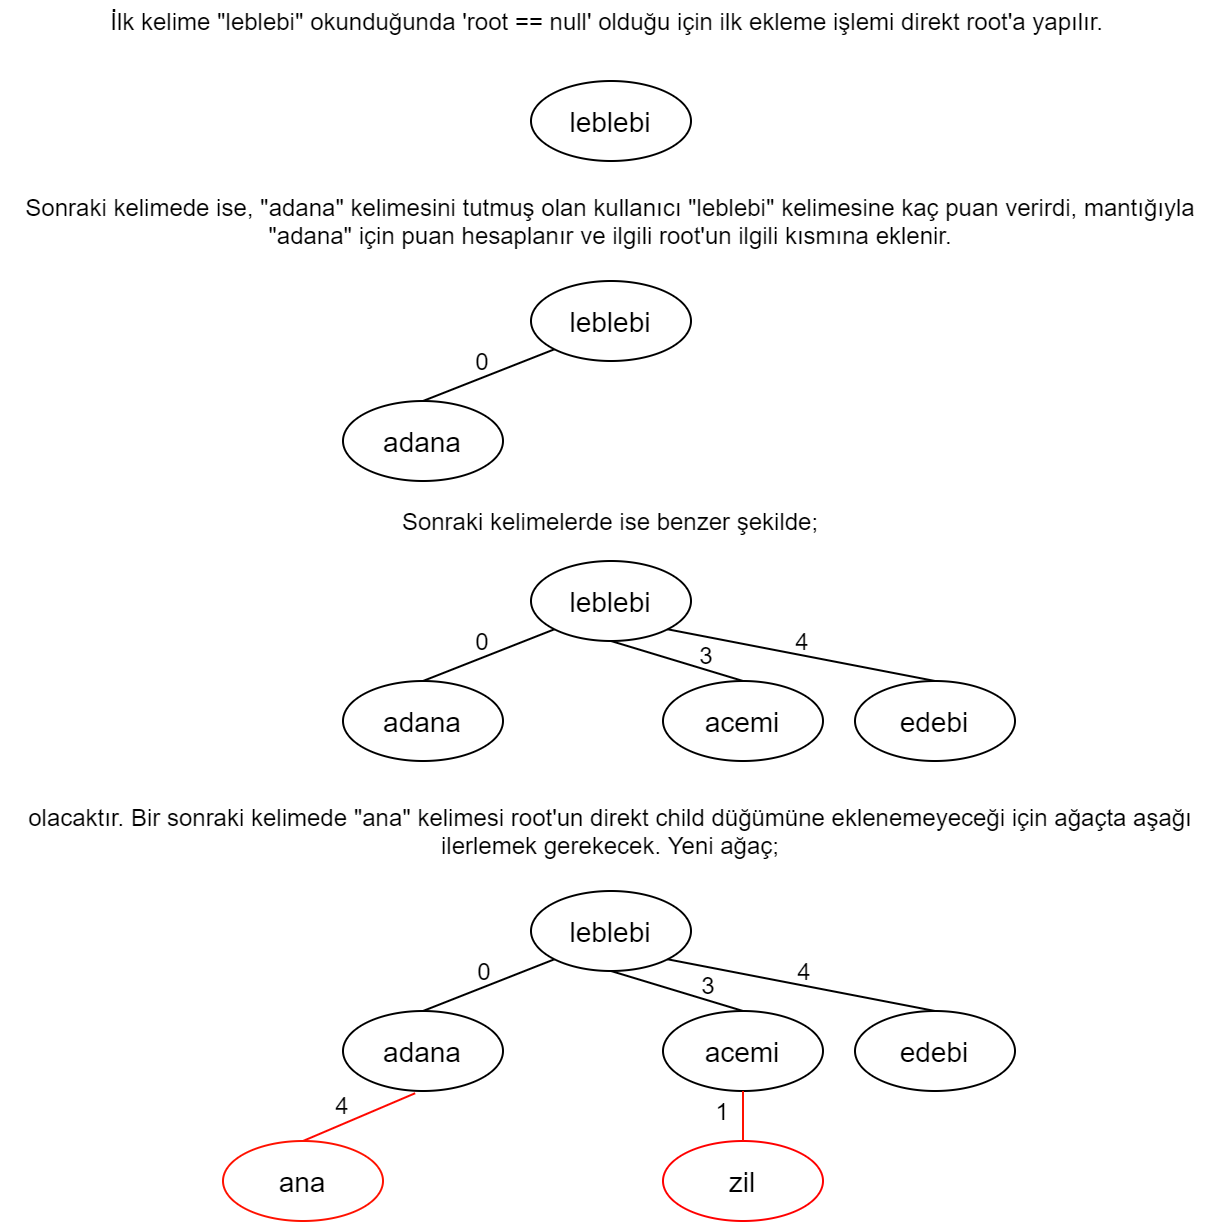 İlk kelime "leblebi" okunduğunda 'root == null' olduğu için ilk ekleme işlemi direkt root'a yapılır.
leblebi
Sonraki kelimede ise, "adana" kelimesini tutmuş olan kullanıcı "leblebi" kelimesine kaç puan verirdi, mantığıyla
"adana" için puan hesaplanır ve ilgili root'un ilgili kısmına eklenir.
leblebi
0
adana
Sonraki kelimelerde ise benzer şekilde;
leblebi
0 3 4
adana acemi edebi
olacaktır. Bir sonraki kelimede "ana" kelimesi root'un direkt child düğümüne eklenemeyeceği için ağaçta aşağı
ilerlemek gerekecek. Yeni ağaç;
leblebi
0 3 4
adana acemi edebi
4 1
ana zil